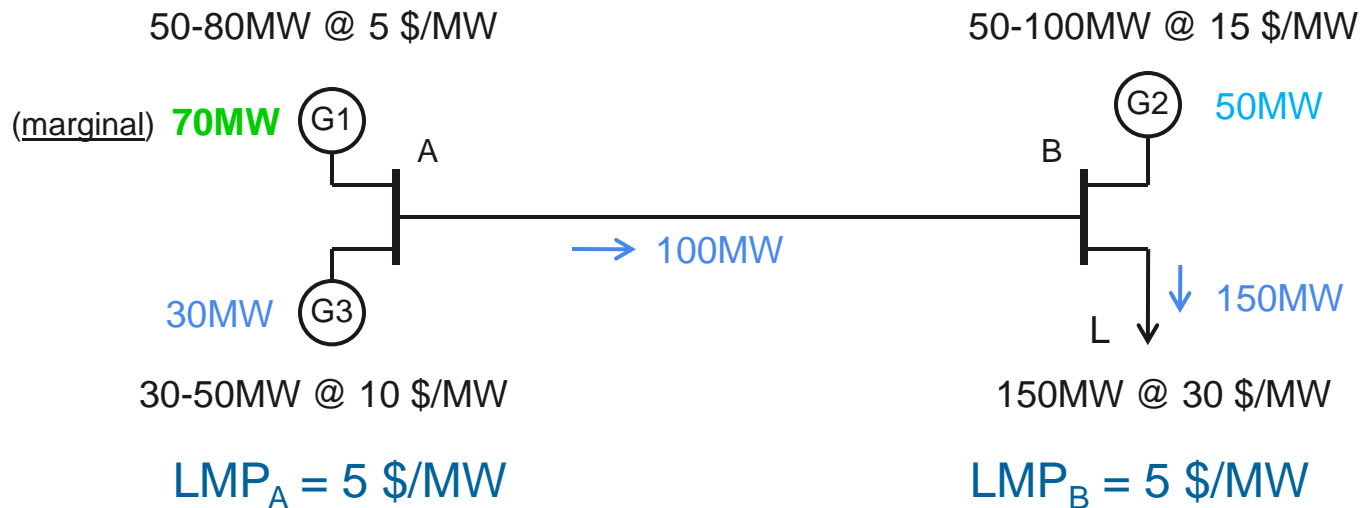 50-80MW @ 5 $/MW
50-100MW @ 15 $/MW
(marginal) 70MW
G1
G2
50MW
A
B
100MW
30MW
G3
150MW
L
30-50MW @ 10 $/MW
150MW @ 30 $/MW
LMPA = 5 $/MW
LMPB = 5 $/MW